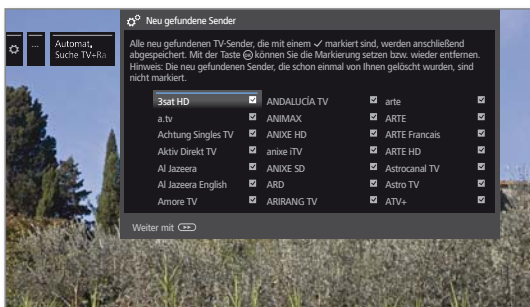 Neu gefundene Sender
...
Automat.
Suche TV+Ra
Alle neu gefundenen TV-Sender, die mit einem ✓ markiert sind, werden anschließend
abgespeichert. Mit der Taste OK können Sie die Markierung setzen bzw. wieder entfernen.
Hinweis: Die neu gefundenen Sender, die schon einmal von Ihnen gelöscht wurden, sind
nicht markiert.
3sat HD ANDALUCÍA TV arte
a.tv ANIMAX ARTE
Achtung Singles TV ANIXE HD ARTE Francais
Aktiv Direkt TV anixe iTV ARTE HD
Al Jazeera ANIXE SD Astrocanal TV
Al Jazeera English ARD Astro TV
Amore TV ARIRANG TV ATV+
Weiter mit